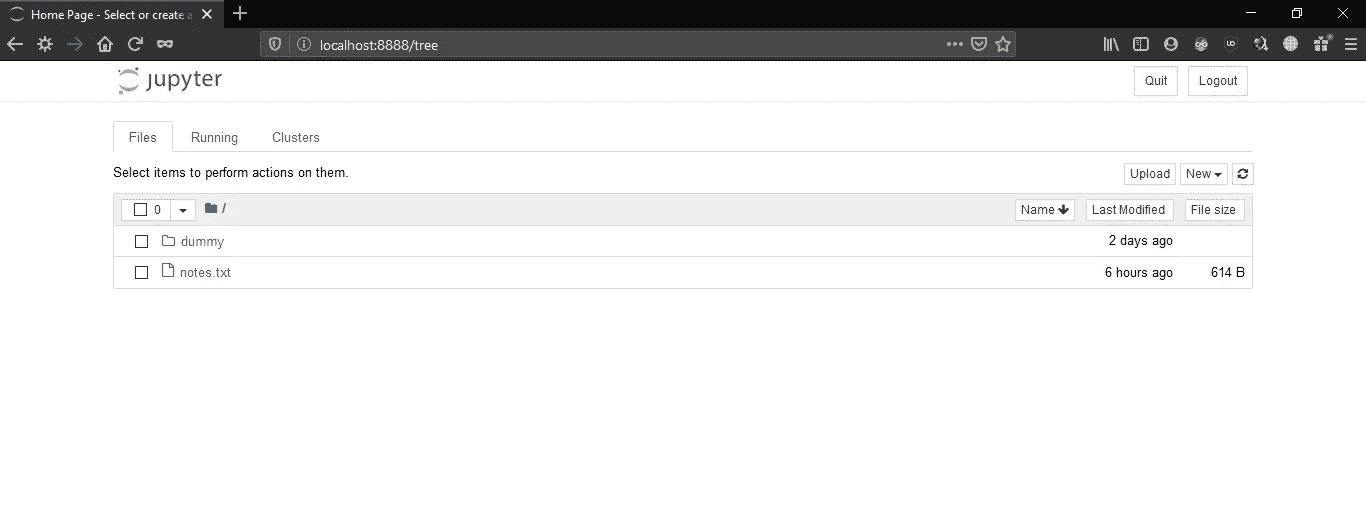 Home Page - Select or create a
localhost:8888/tree
jupyter
Quit Logout
Files Running Clusters
Select items to perform actions on them.
Upload New
0 / Name Last Modified File size
dummy 2 days ago
notes.txt 6 hours ago 614 B